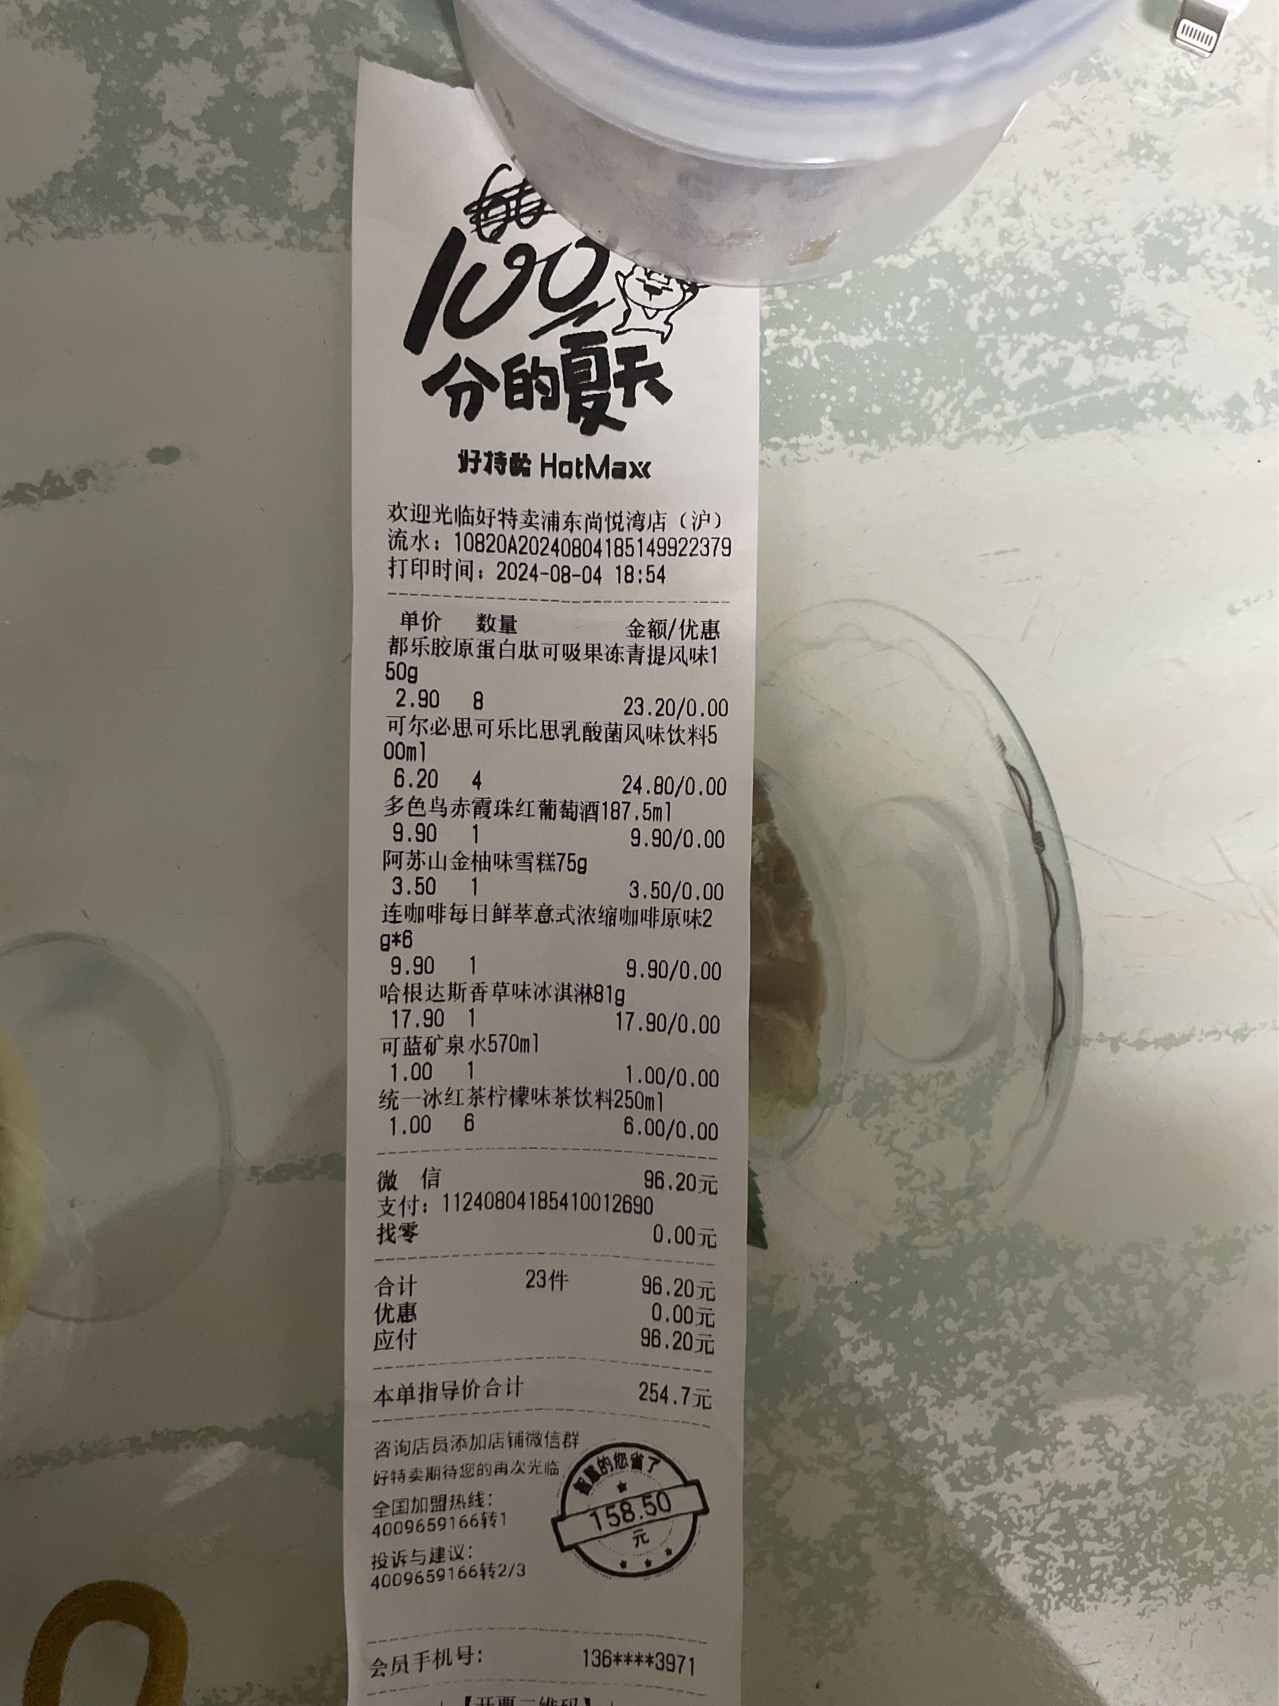 100
分的夏天
好特卖 HotMaxx
欢迎光临好特卖浦东尚悦湾店（沪）
流水：10820A20240804185149922379
打印时间：2024-08-04 18:54
单价 数量 金额/优惠
都乐胶原蛋白肽可吸果冻青提风味1
50g
2.90 8 23.20/0.00
可尔必思可乐比思乳酸菌风味饮料5
00ml
6.20 4 24.80/0.00
多色鸟赤霞珠红葡萄酒187.5ml
9.90 1 9.90/0.00
阿苏山金柚味雪糕75g
3.50 1 3.50/0.00
连咖啡每日鲜萃意式浓缩咖啡原味2
g*6
9.90 1 9.90/0.00
哈根达斯香草味冰淇淋81g
17.90 1 17.90/0.00
可蓝矿泉水570ml
1.00 1 1.00/0.00
统一冰红茶柠檬味茶饮料250ml
1.00 6 6.00/0.00
微 信 96.20元
支付：11240804185410012690
找零 0.00元
合计 23件 96.20元
优惠 0.00元
应付 96.20元
本单指导价合计 254.7元
咨询店员添加店铺微信群
好特卖期待您的再次光临
全国加盟热线：
4009659166转1
投诉与建议：
4009659166转2/3
智慧的您省了
158.50
元
会员手机号： 136****3971
【开票二维码】